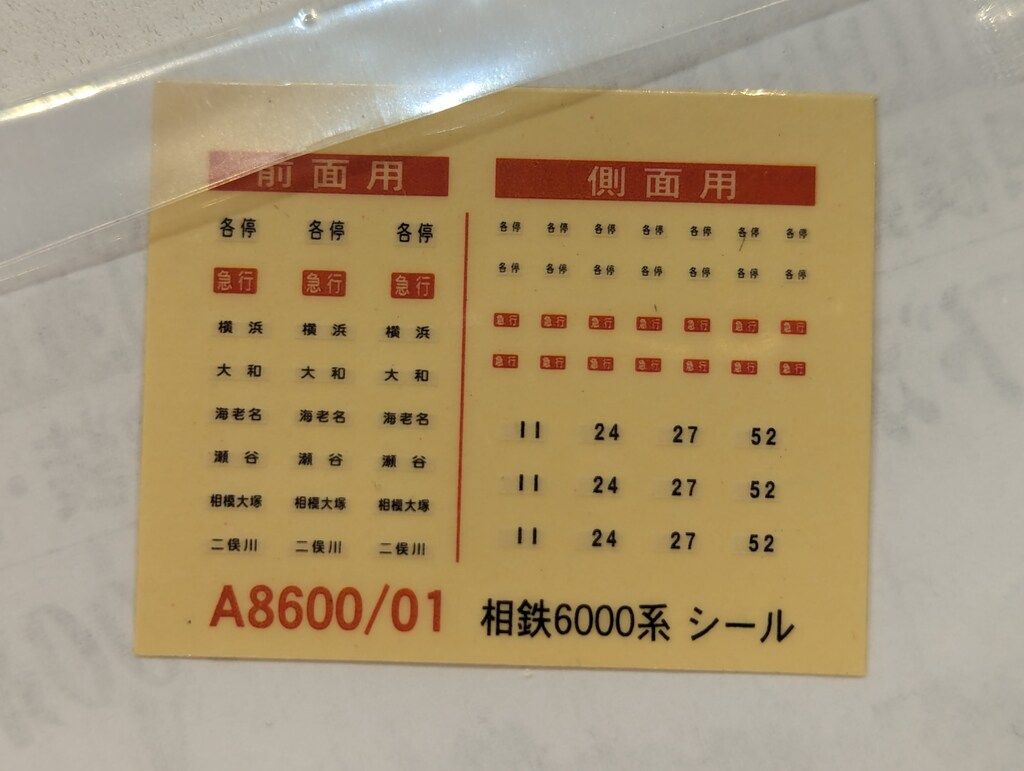 前面用
各停 各停 各停
急行 急行 急行
横浜 横浜 横浜
大和 大和 大和
海老名 海老名 海老名
瀬谷 瀬谷 瀬谷
相模大塚 相模大塚 相模大塚
二俣川 二俣川 二俣川
側面用
各停 各停 各停 各停 各停 各停 各停
各停 各停 各停 各停 各停 各停 各停
急行 急行 急行 急行 急行 急行 急行
急行 急行 急行 急行 急行 急行 急行
11 24 27 52
11 24 27 52
11 24 27 52
A8600/01 相鉄6000系 シール